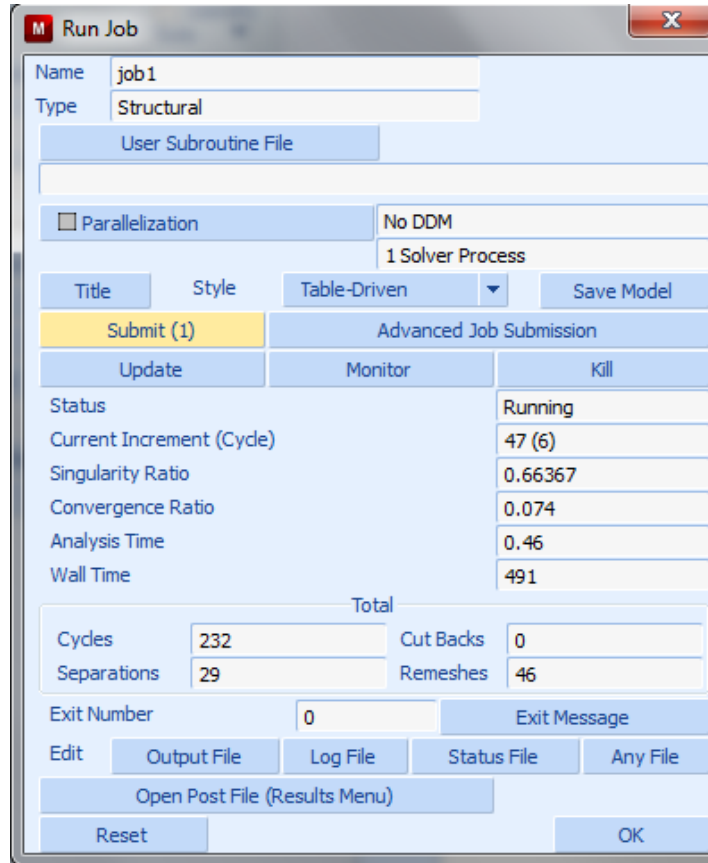 M Run Job x
Name job1
Type Structural
User Subroutine File
Parallelization No DDM
1 Solver Process
Title Style Table-Driven Save Model
Submit (1) Advanced Job Submission
Update Monitor Kill
Status Running
Current Increment (Cycle) 47 (6)
Singularity Ratio 0.66367
Convergence Ratio 0.074
Analysis Time 0.46
Wall Time 491
Total
Cycles 232 Cut Backs 0
Separations 29 Remeshes 46
Exit Number 0 Exit Message
Edit Output File Log File Status File Any File
Open Post File (Results Menu)
Reset OK